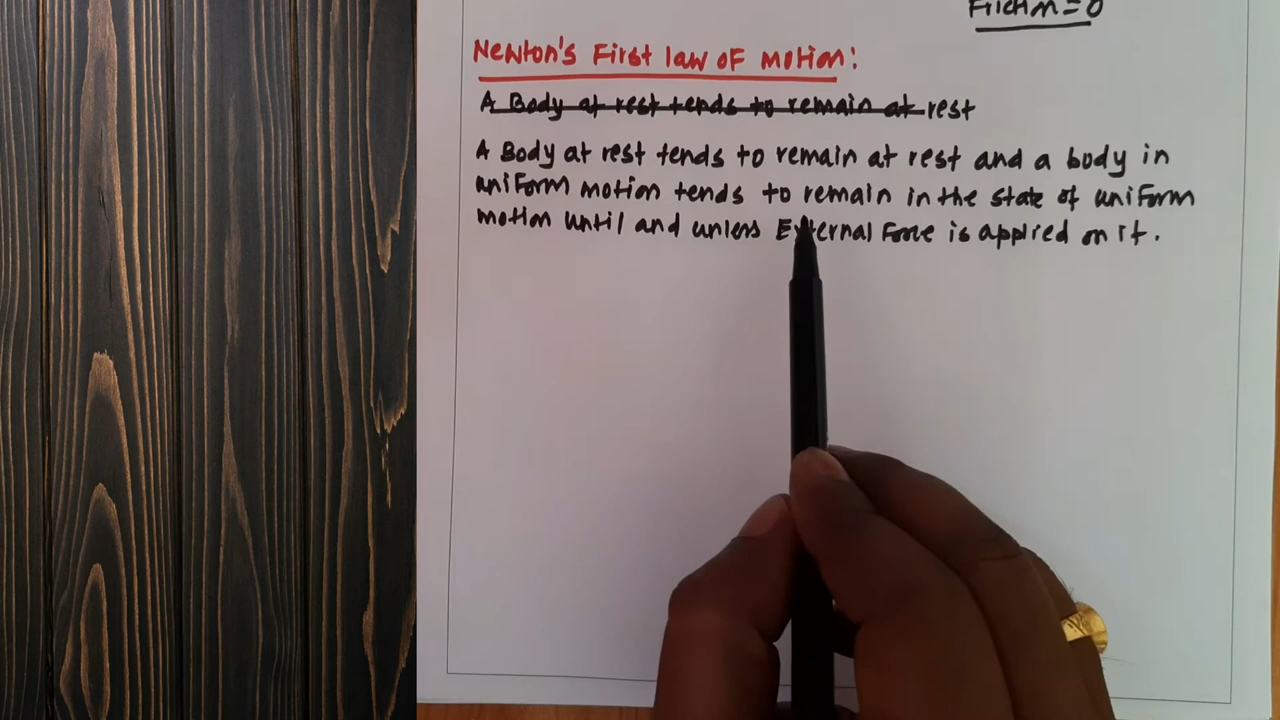 Friction = 0
Newton's First law of motion:
A Body at rest tends to remain at rest
A Body at rest tends to remain at rest and a body in
uniform motion tends to remain in the state of uniform
motion until and unless External Force is applied on it.